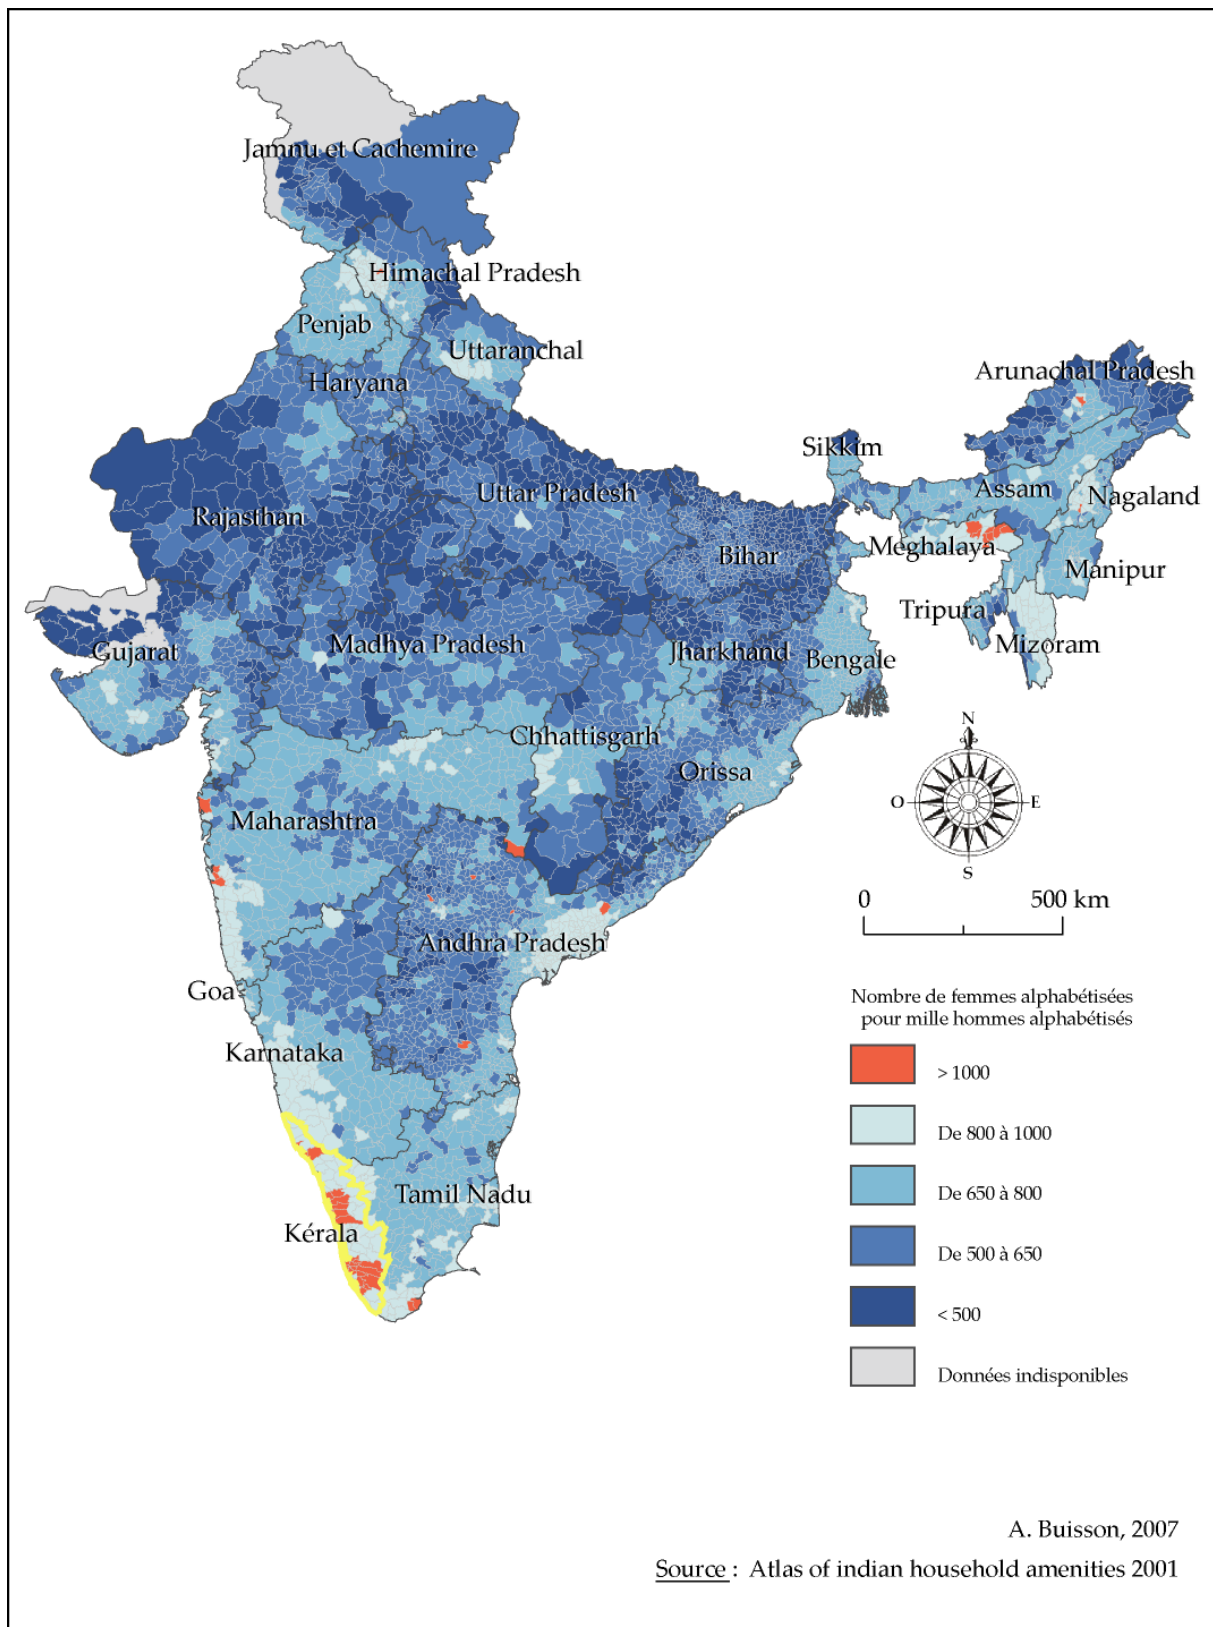 Jamnu et Cachemire
Himachal Pradesh
Penjab
Uttaranchal
Haryana
Arunachal Pradesh
Sikkim
Uttar Pradesh
Assam
Nagaland
Rajasthan
Meghalaya
Bihar
Manipur
Tripura
Gujarat
Madhya Pradesh
Jharkhand
Bengale
Mizoram
N
Chhattisgarh
Orissa
O
E
Maharashtra
S
0
500 km
Andhra Pradesh
Goa
Nombre de femmes alphabétisées
pour mille hommes alphabétisés
Karnataka
> 1000
De 800 à 1000
Tamil Nadu
De 650 à 800
Kérala
De 500 à 650
< 500
Données indisponibles
A. Buisson, 2007
Source : Atlas of indian household amenities 2001